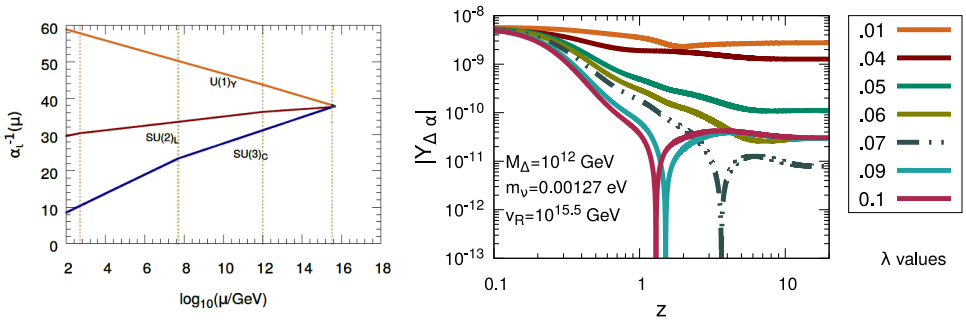 α_i^-1(μ)
60
50
40
30
20
10
0
U(1)_Y
SU(2)_L
SU(3)_C
2 4 6 8 10 12 14 16 18
log_10(μ/GeV)
|Y_Δ α|
10^-8
10^-9
10^-10
10^-11
10^-12
10^-13
M_Δ=10^12 GeV
m_ν=0.00127 eV
v_R=10^15.5 GeV
0.1 1 10
z
.01
.04
.05
.06
.07
.09
0.1
λ values